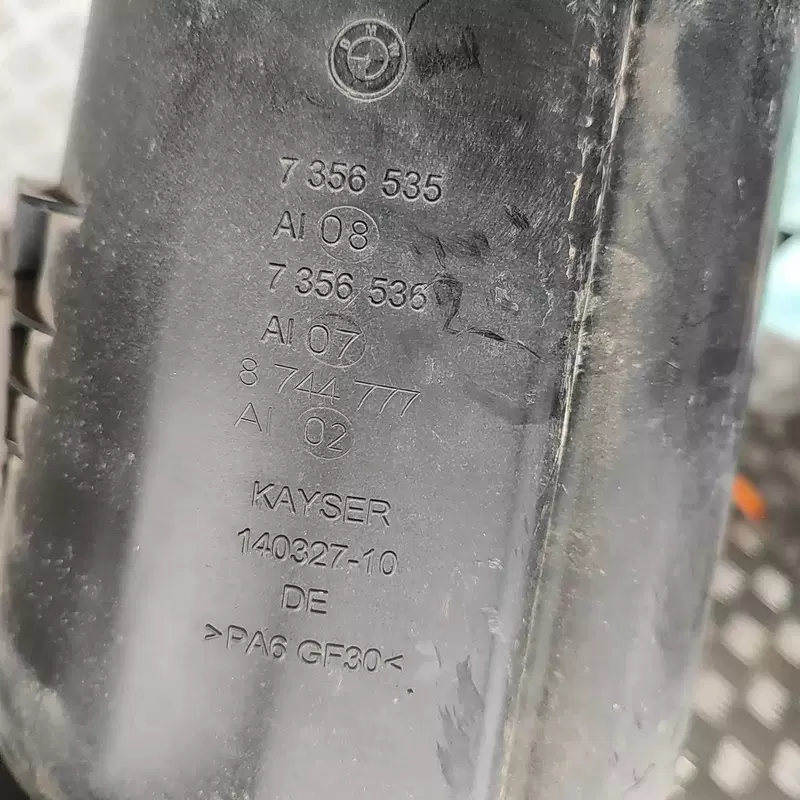 BMW
7 356 535
AI 08
7 356 536
AI 07
8 744 777
AI 02
KAYSER
140327-10
DE
>PA6 GF30<